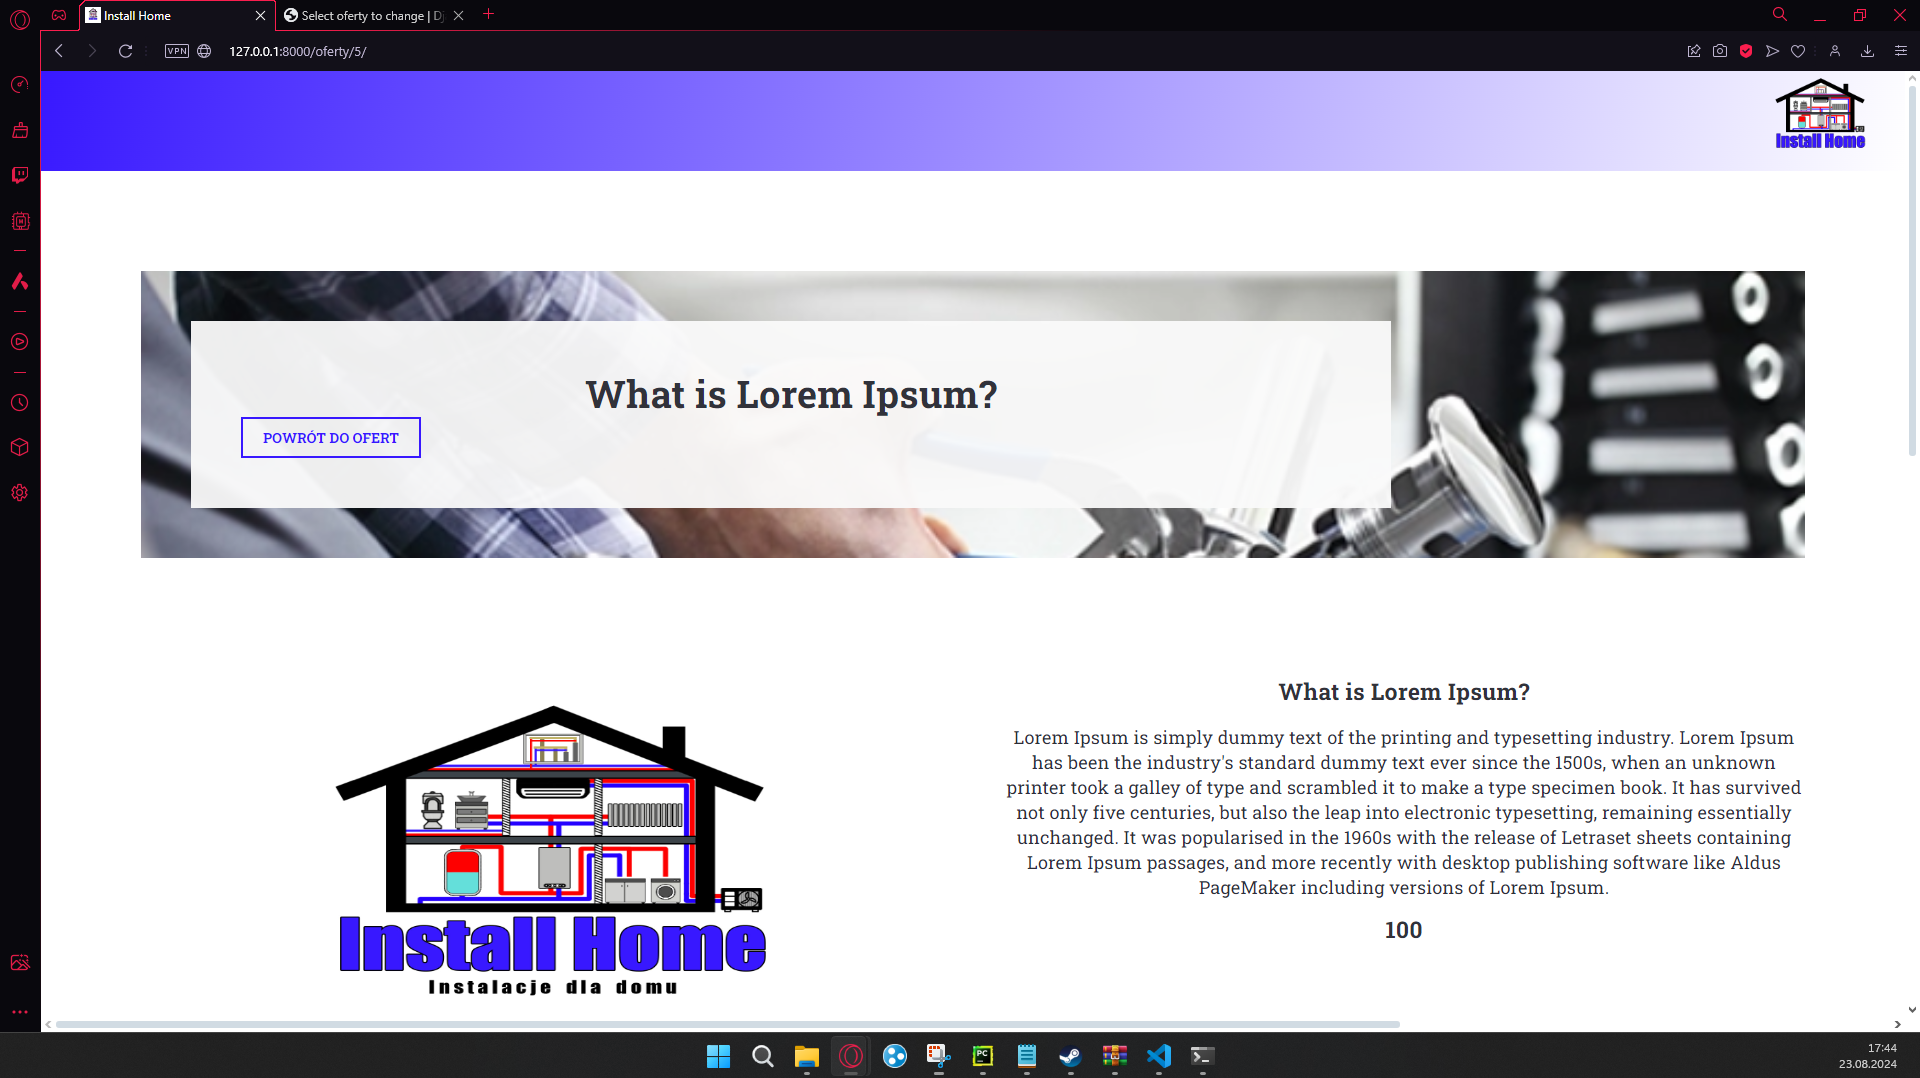 Install Home
Select oferty to change | Dj
VPN
127.0.0.1:8000/oferty/5/
Install Home
What is Lorem Ipsum?
POWRÓT DO OFERT
What is Lorem Ipsum?
Lorem Ipsum is simply dummy text of the printing and typesetting industry. Lorem Ipsum
has been the industry's standard dummy text ever since the 1500s, when an unknown
printer took a galley of type and scrambled it to make a type specimen book. It has survived
not only five centuries, but also the leap into electronic typesetting, remaining essentially
unchanged. It was popularised in the 1960s with the release of Letraset sheets containing
Lorem Ipsum passages, and more recently with desktop publishing software like Aldus
PageMaker including versions of Lorem Ipsum.
100
Install Home
Instalacje dla domu
PC
17:44
23.08.2024